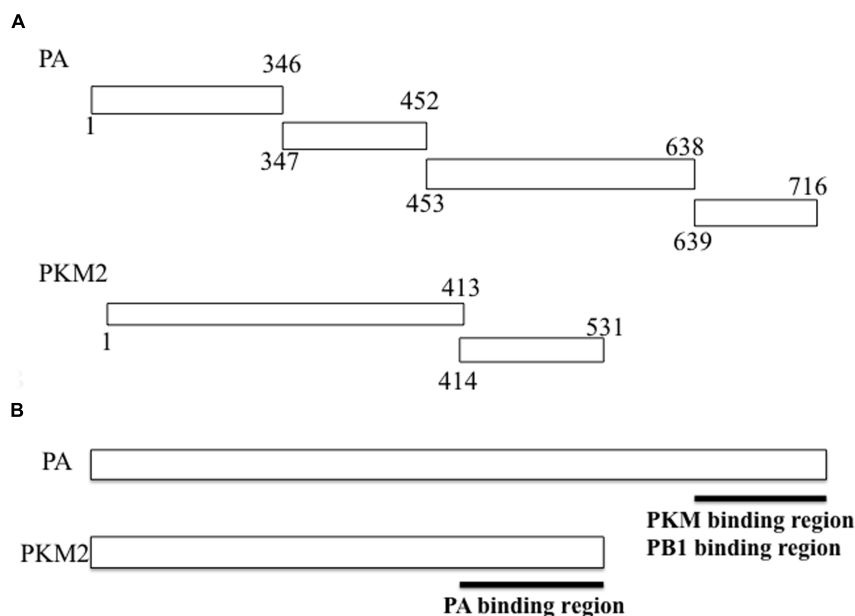 A
PA
346
1
452
347
638
453
716
639
PKM2
413
1
531
414
B
PA
PKM binding region
PB1 binding region
PKM2
PA binding region